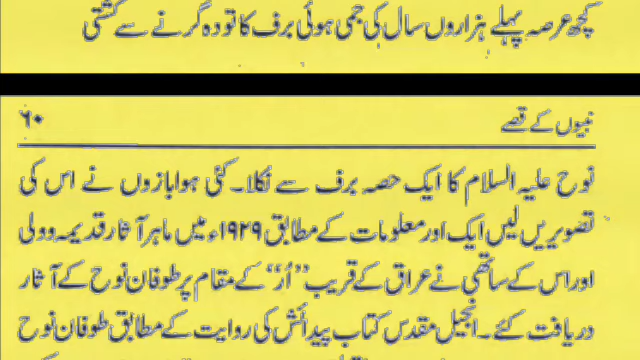 کچھ عرصہ پہلے ہزاروں سال کی جمی ہوئی برف کا تودہ گرنے سے کشتی
نبیوں کے قصے
۶۰
نوح علیہ السلام کا ایک حصہ برف سے نکلا۔ کئی ہوابازوں نے اس کی
تصویریں لیں ایک اور معلومات کے مطابق ۱۹۲۹ء میں ماہر آثار قدیمہ وولی
اور اس کے ساتھی نے عراق کے قریب ”اُر“ کے مقام پر طوفان نوح کے آثار
دریافت کئے۔ انجیل مقدس کتاب پیدائش کی روایت کے مطابق طوفان نوح